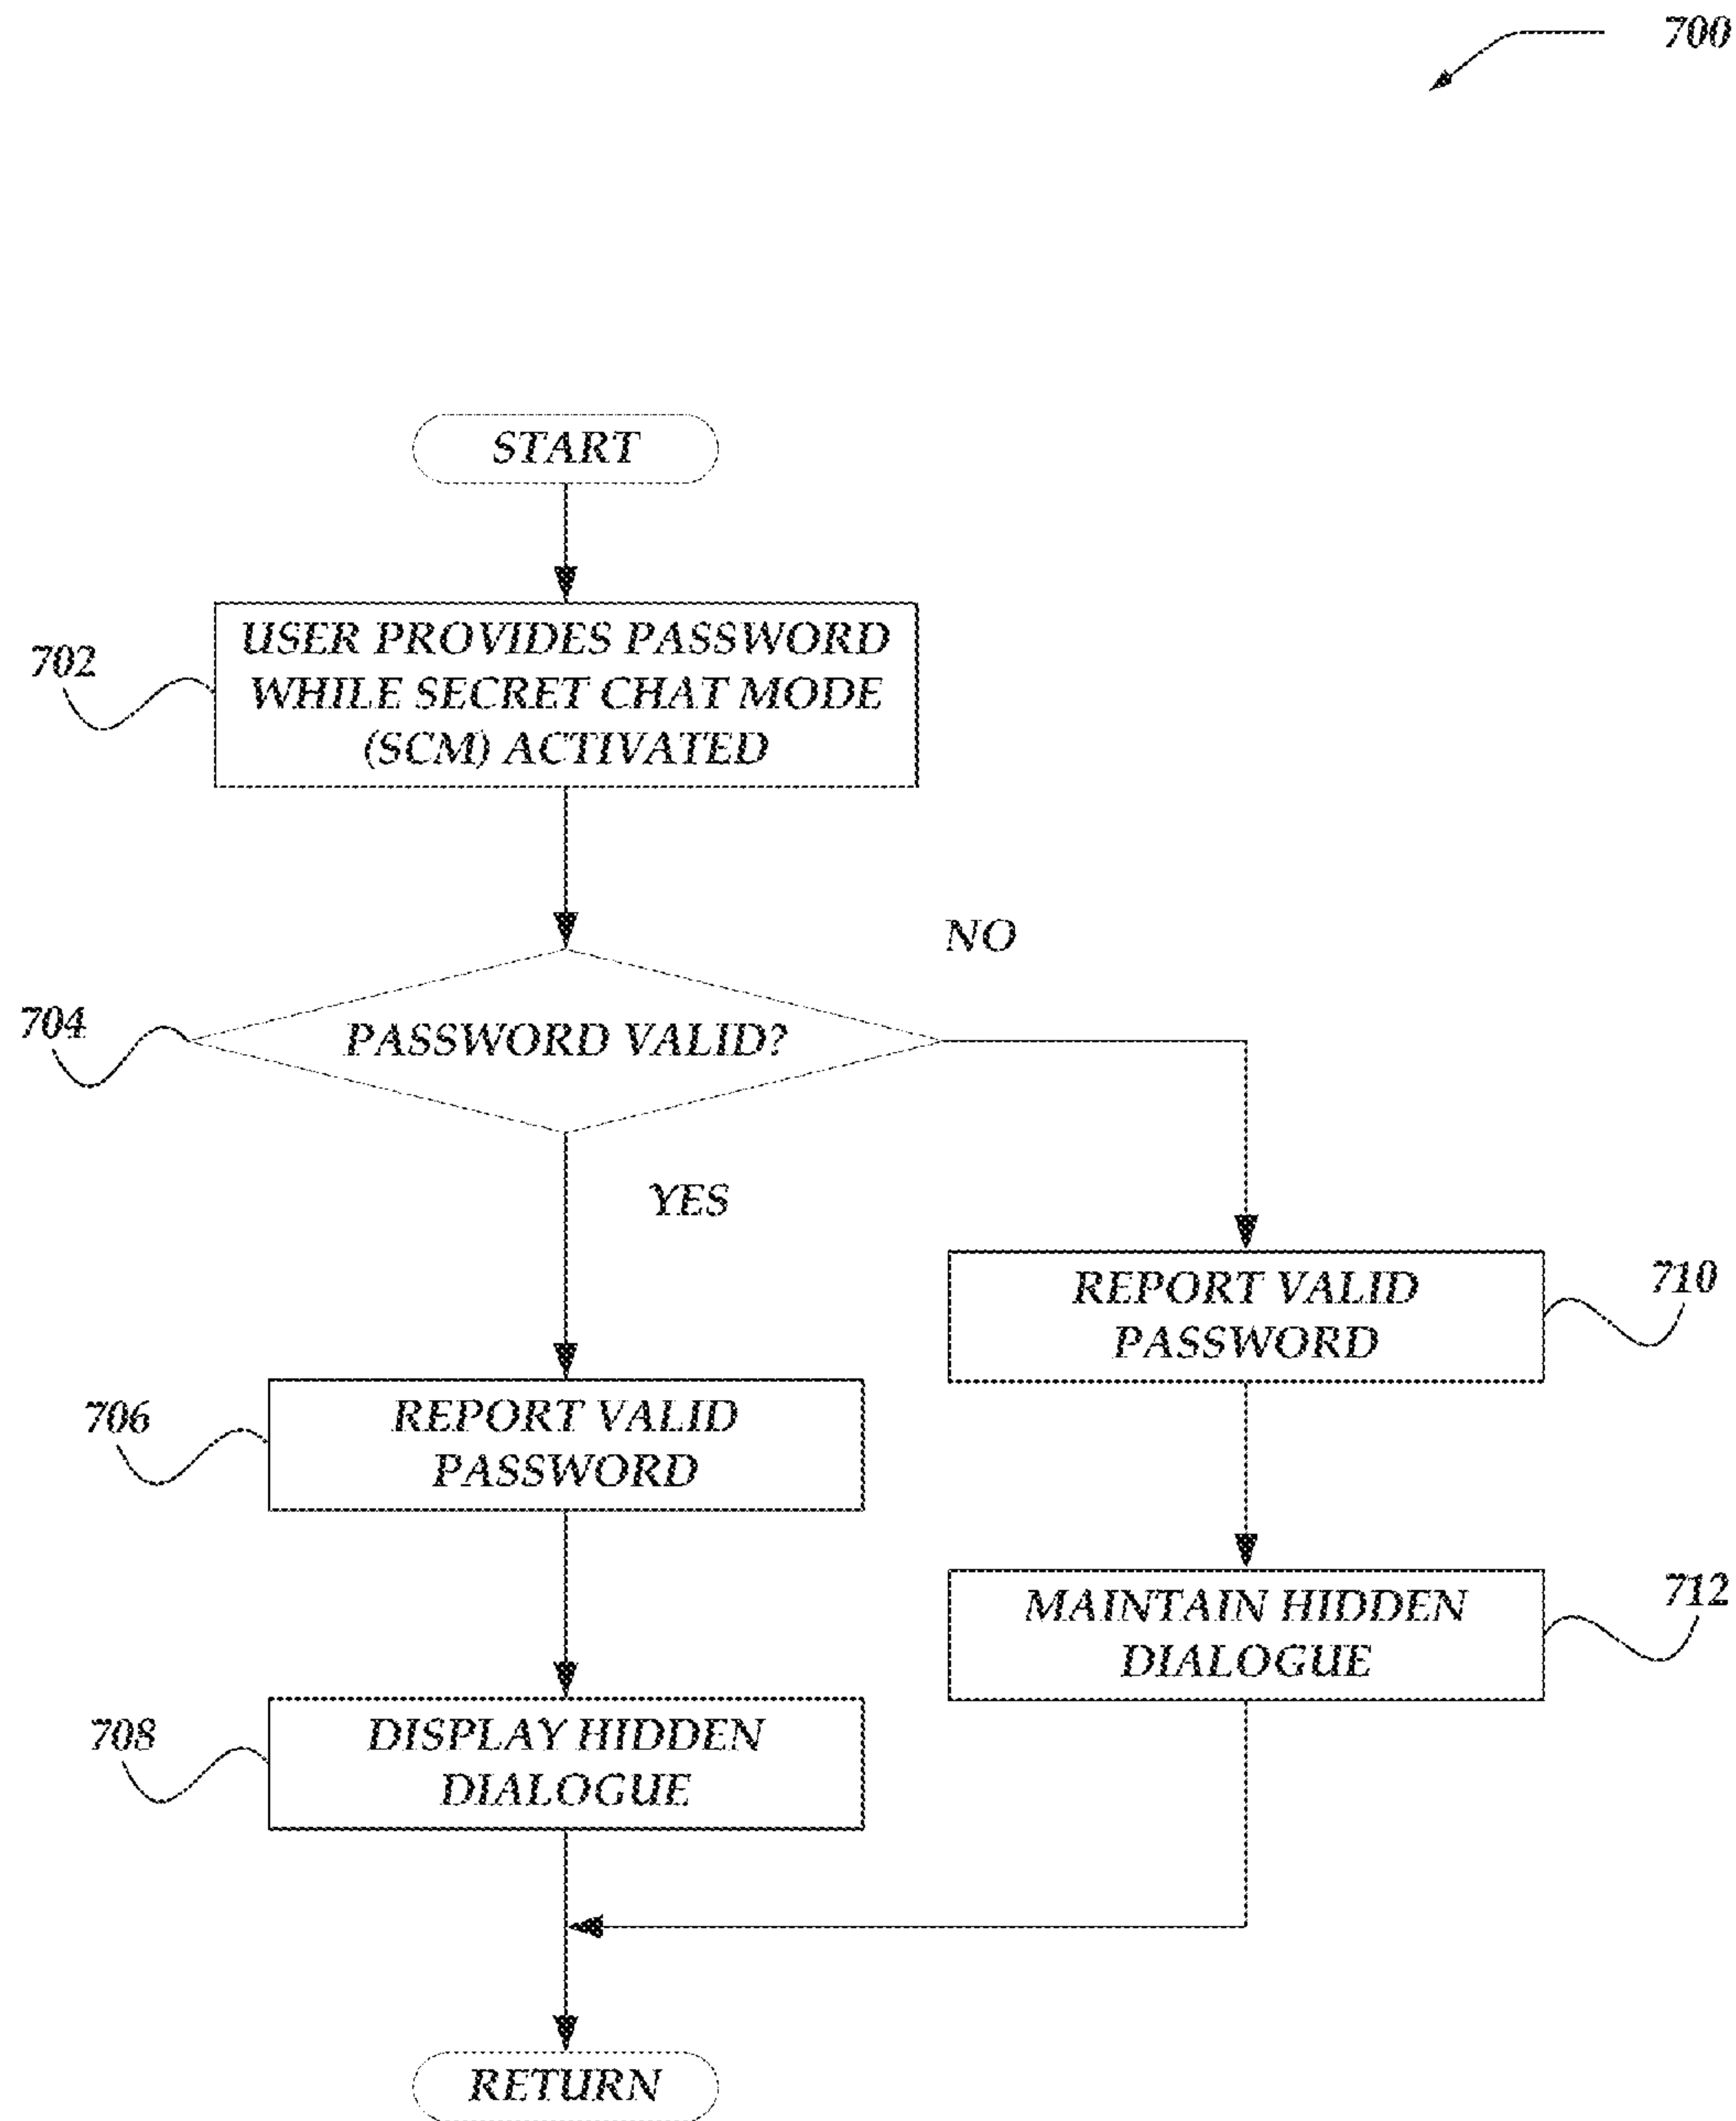 700
START
702
USER PROVIDES PASSWORD
WHILE SECRET CHAT MODE
(SCM) ACTIVATED
NO
704
PASSWORD VALID?
YES
710
REPORT VALID
PASSWORD
706
REPORT VALID
PASSWORD
712
MAINTAIN HIDDEN
DIALOGUE
708
DISPLAY HIDDEN
DIALOGUE
RETURN